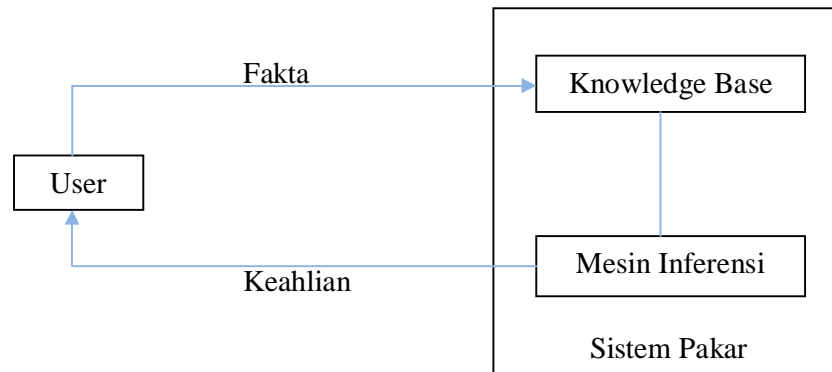 Fakta
Knowledge Base
User
Mesin Inferensi
Keahlian
Sistem Pakar